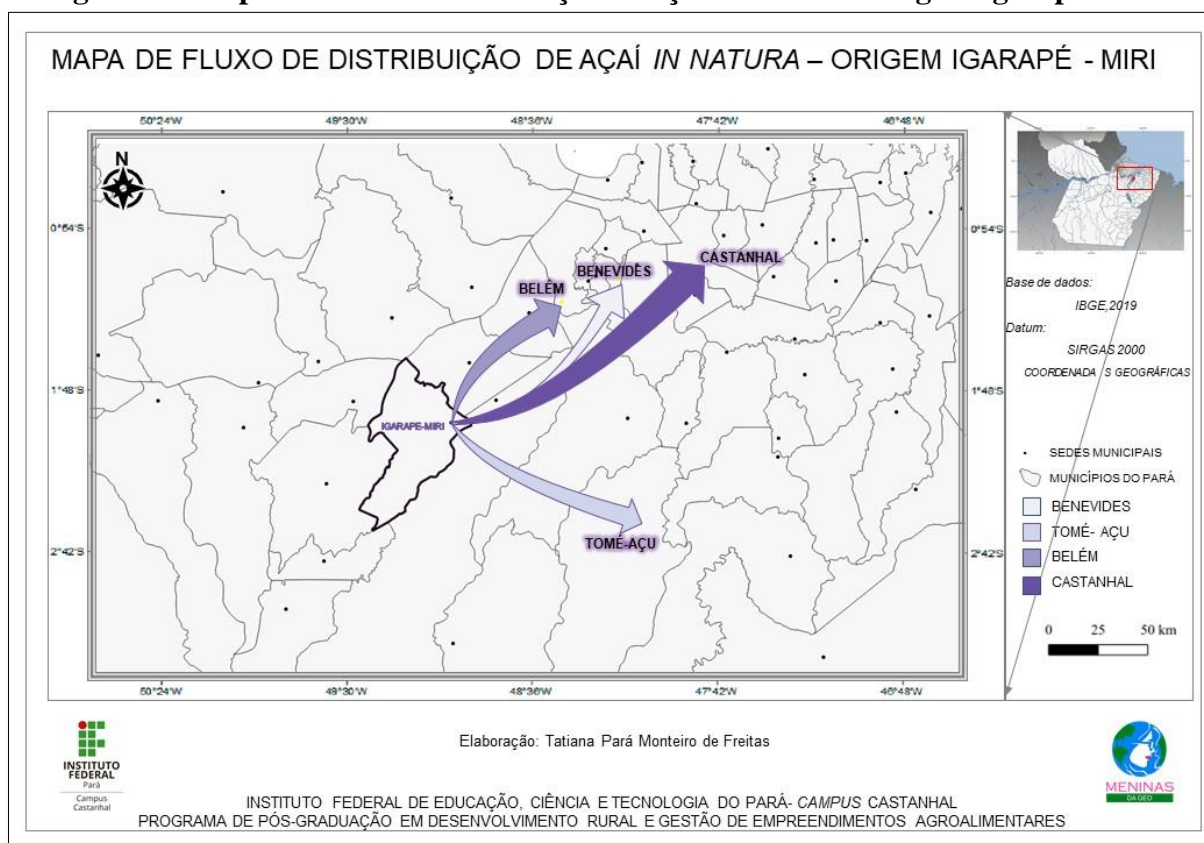 MAPA DE FLUXO DE DISTRIBUIÇÃO DE AÇAÍ IN NATURA – ORIGEM IGARAPÉ - MIRI
50°24'W 49°30'W 48°36'W 47°42'W 46°48'W
N
0°54'S 0°54'S
CASTANHAL
BENEVIDÊS
BELÉM
Base de dados:
IBGE,2019
Datum:
SIRGAS 2000
COORDENADA S GEOGRÁFICAS
1°48'S 1°48'S
IGARAPE-MIRI
SEDES MUNICIPAIS
MUNICÍPIOS DO PARÁ
BENEVIDES
TOMÉ- AÇU
BELÉM
CASTANHAL
TOMÉ-AÇU
2°42'S 2°42'S
0 25 50 km
50°24'W 49°30'W 48°36'W 47°42'W 46°48'W
Elaboração: Tatiana Pará Monteiro de Freitas
INSTITUTO
FEDERAL
Pará
Campus
Castanhal
MENINAS
DA GEO
INSTITUTO FEDERAL DE EDUCAÇÃO, CIÊNCIA E TECNOLOGIA DO PARÁ- CAMPUS CASTANHAL
PROGRAMA DE PÓS-GRADUAÇÃO EM DESENVOLVIMENTO RURAL E GESTÃO DE EMPREENDIMENTOS AGROALIMENTARES